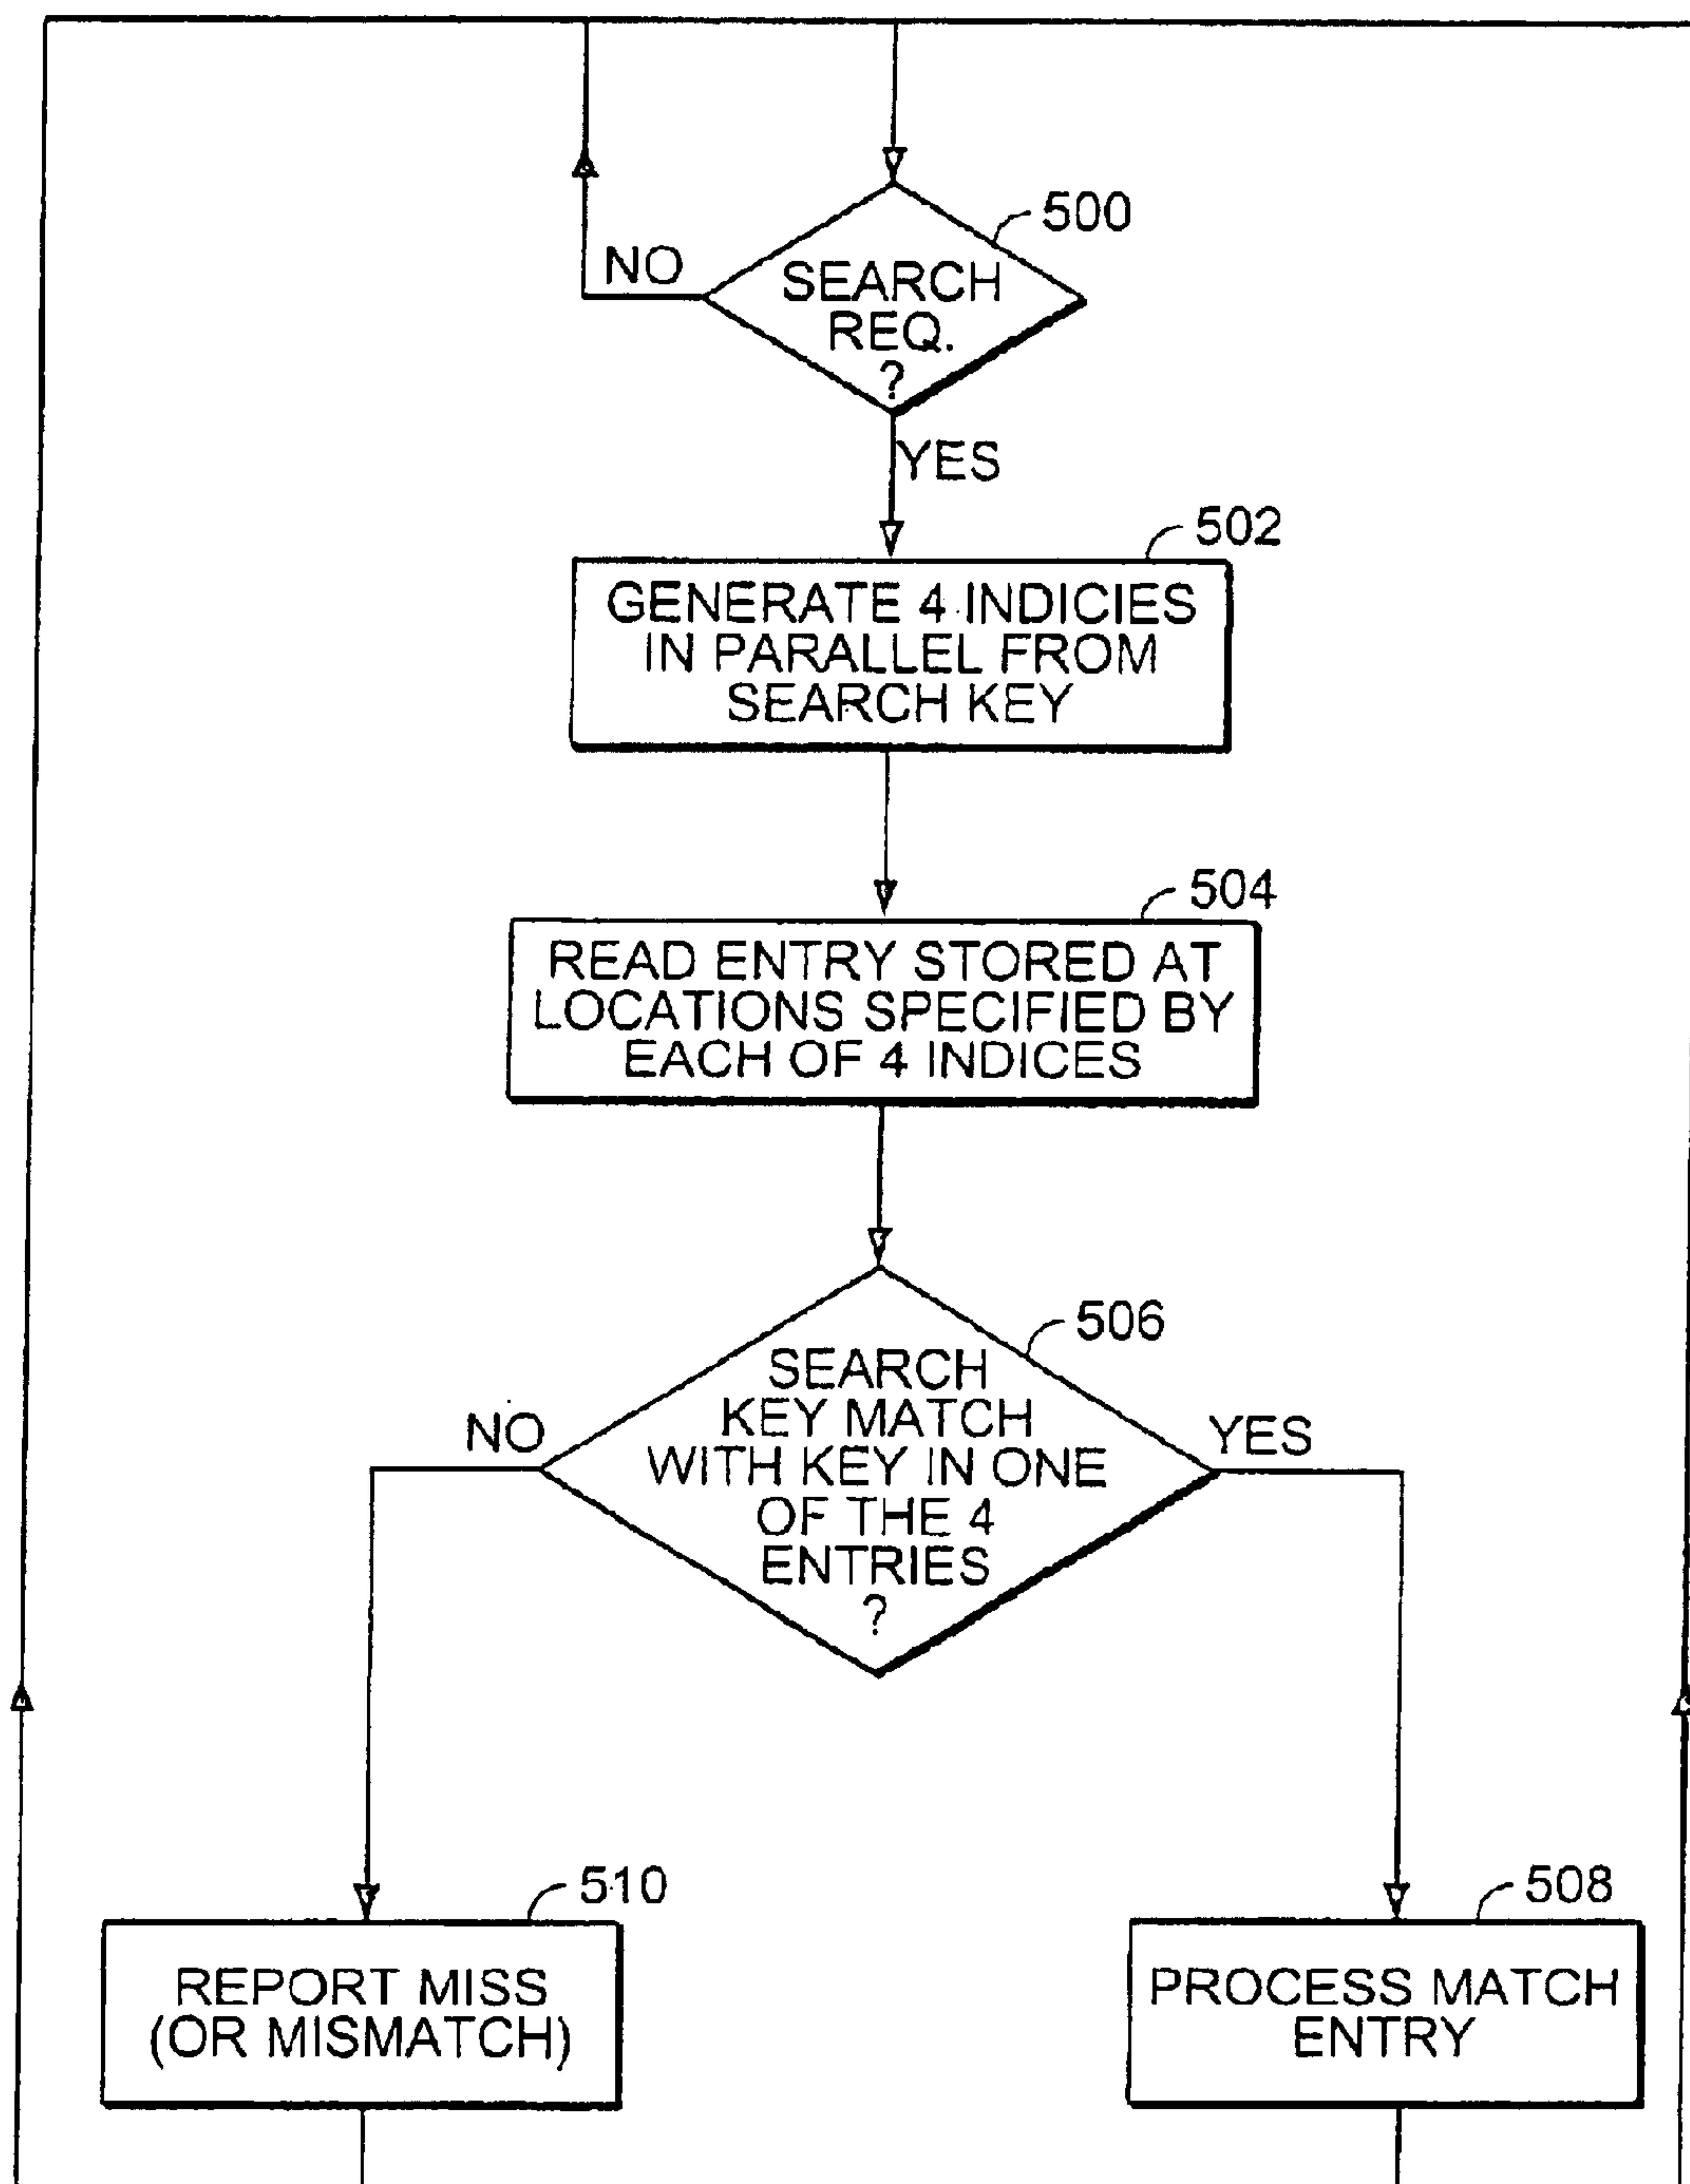 500
NO
SEARCH
REQ.
?
YES
502
GENERATE 4 INDICIES
IN PARALLEL FROM
SEARCH KEY
504
READ ENTRY STORED AT
LOCATIONS SPECIFIED BY
EACH OF 4 INDICES
506
SEARCH
KEY MATCH
WITH KEY IN ONE
OF THE 4
ENTRIES
?
NO
YES
510
REPORT MISS
(OR MISMATCH)
508
PROCESS MATCH
ENTRY